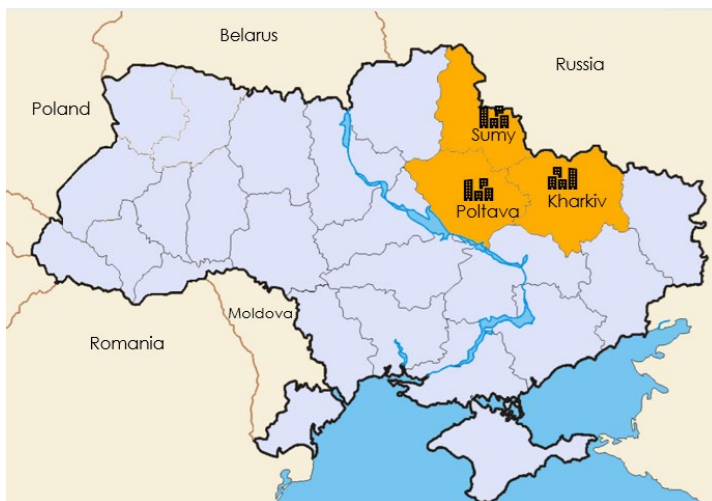 Belarus
Russia
Poland
Sumy
Poltava
Kharkiv
Moldova
Romania